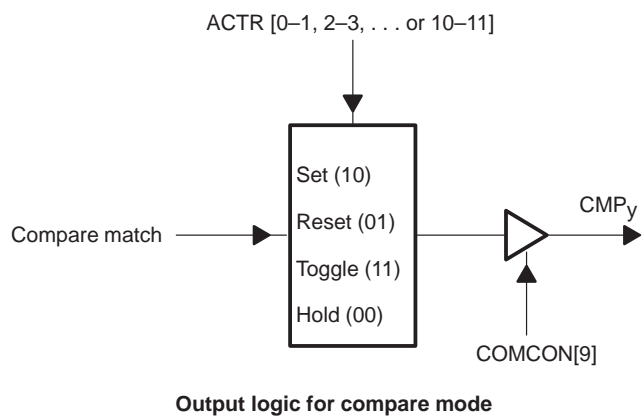 ACTR [0–1, 2–3, . . . or 10–11]
Set (10)
Reset (01)
Toggle (11)
Hold (00)
Compare match
CMPy
COMCON[9]
Output logic for compare mode